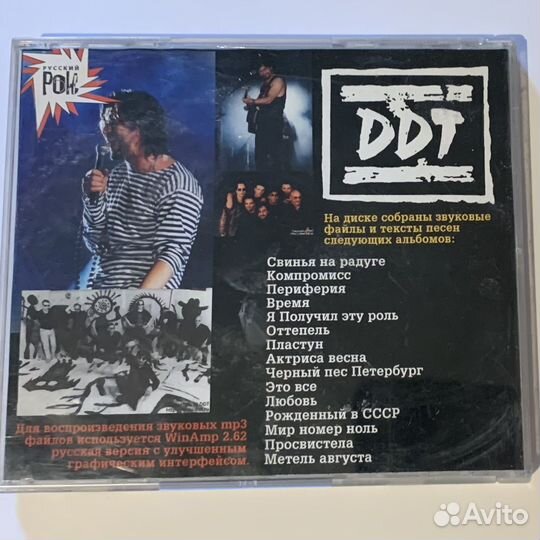 РУССКИЙ
РОК
DDT
На диске собраны звуковые
файлы и тексты песен
следующих альбомов:
Свинья на радуге
Компромисс
Периферия
Время
Я Получил эту роль
Оттепель
Пластун
Актриса весна
Черный пес Петербург
Это все
Любовь
Рожденный в СССР
Мир номер ноль
Просвистела
Метель августа
Для воспроизведения звуковых mp3
файлов используется WinAmp 2.62
русская версия с улучшенным
графическим интерфейсом.
Avito